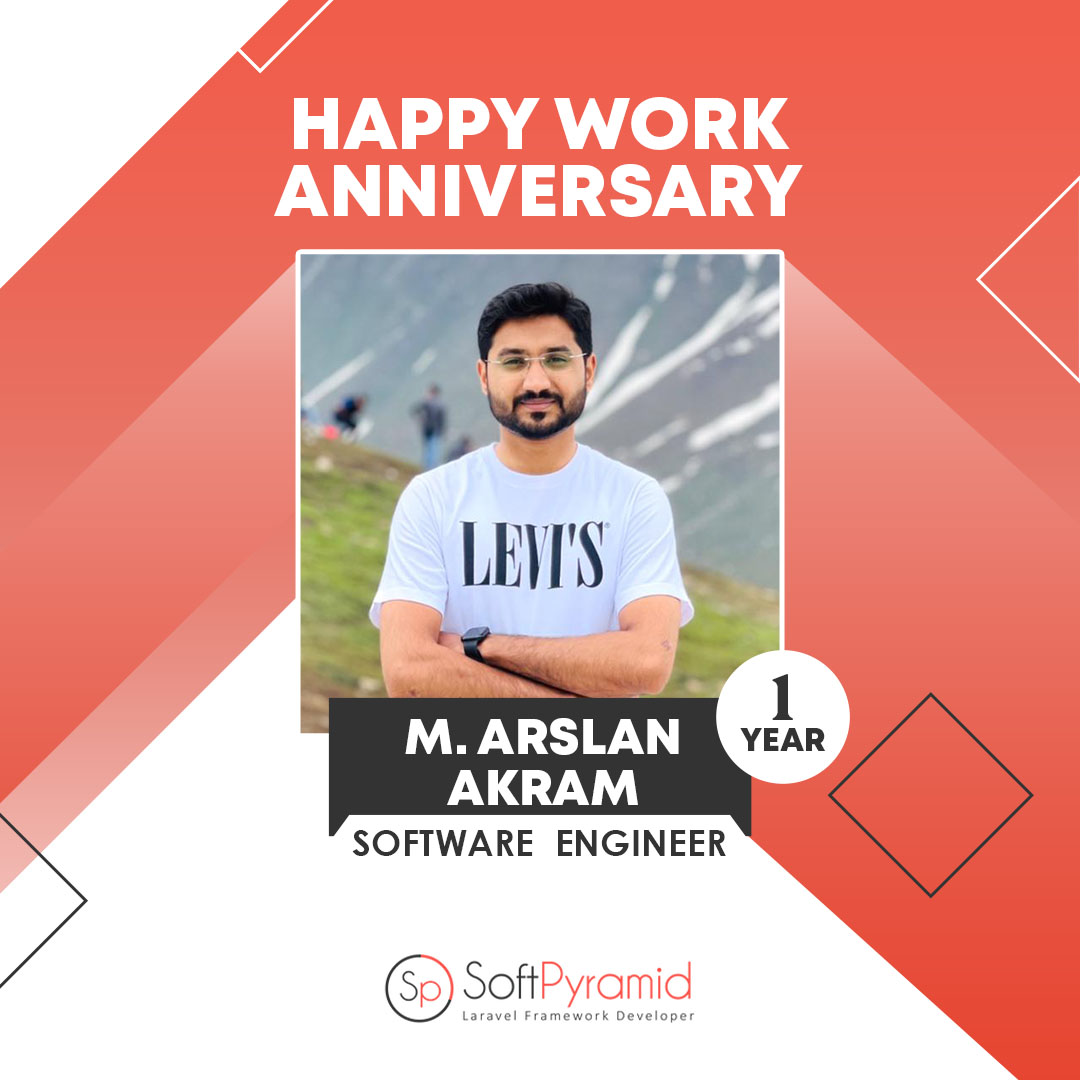 HAPPY WORK
ANNIVERSARY
LEVI'S®
1
YEAR
M. ARSLAN
AKRAM
SOFTWARE ENGINEER
Sp SoftPyramid
Laravel Framework Developer